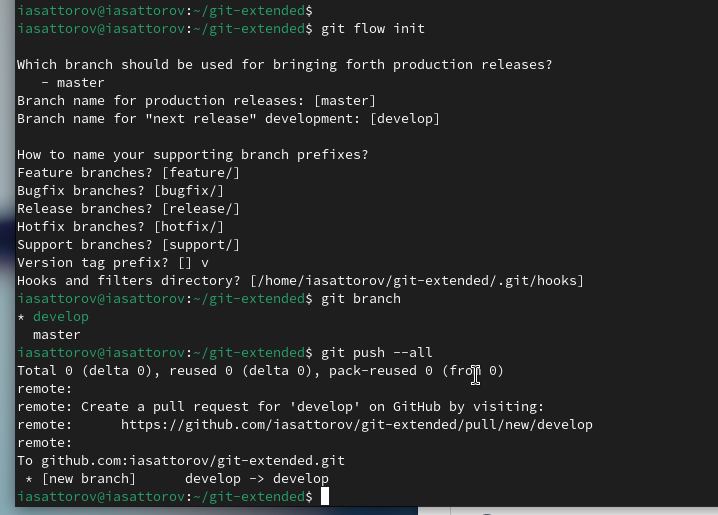 iasattorov@iasattorov:~/git-extended$
iasattorov@iasattorov:~/git-extended$ git flow init
Which branch should be used for bringing forth production releases?
   - master
Branch name for production releases: [master]
Branch name for "next release" development: [develop]
How to name your supporting branch prefixes?
Feature branches? [feature/]
Bugfix branches? [bugfix/]
Release branches? [release/]
Hotfix branches? [hotfix/]
Support branches? [support/]
Version tag prefix? [] v
Hooks and filters directory? [/home/iasattorov/git-extended/.git/hooks]
iasattorov@iasattorov:~/git-extended$ git branch
* develop
  master
iasattorov@iasattorov:~/git-extended$ git push --all
Total 0 (delta 0), reused 0 (delta 0), pack-reused 0 (from 0)
remote:
remote: Create a pull request for 'develop' on GitHub by visiting:
remote:      https://github.com/iasattorov/git-extended/pull/new/develop
remote:
To github.com:iasattorov/git-extended.git
 * [new branch]      develop -> develop
iasattorov@iasattorov:~/git-extended$